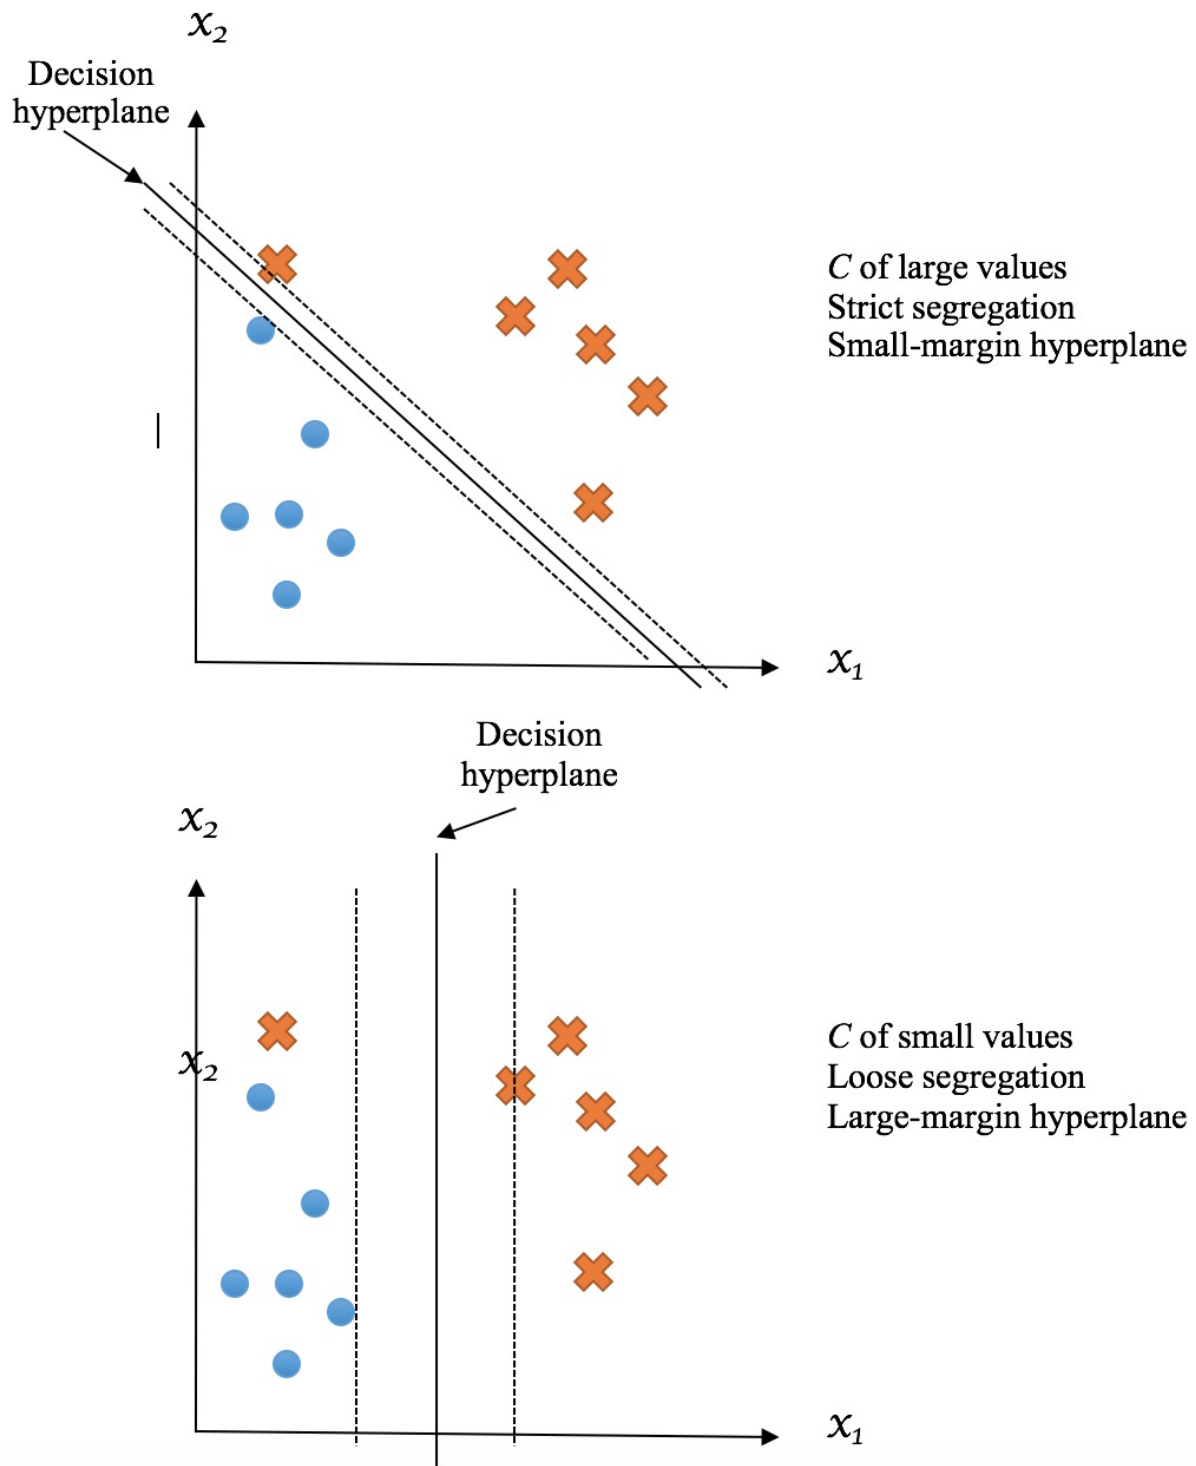 x₂
Decision
hyperplane
C of large values
Strict segregation
Small-margin hyperplane
|
x₁
Decision
hyperplane
x₂
x₂
C of small values
Loose segregation
Large-margin hyperplane
x₁